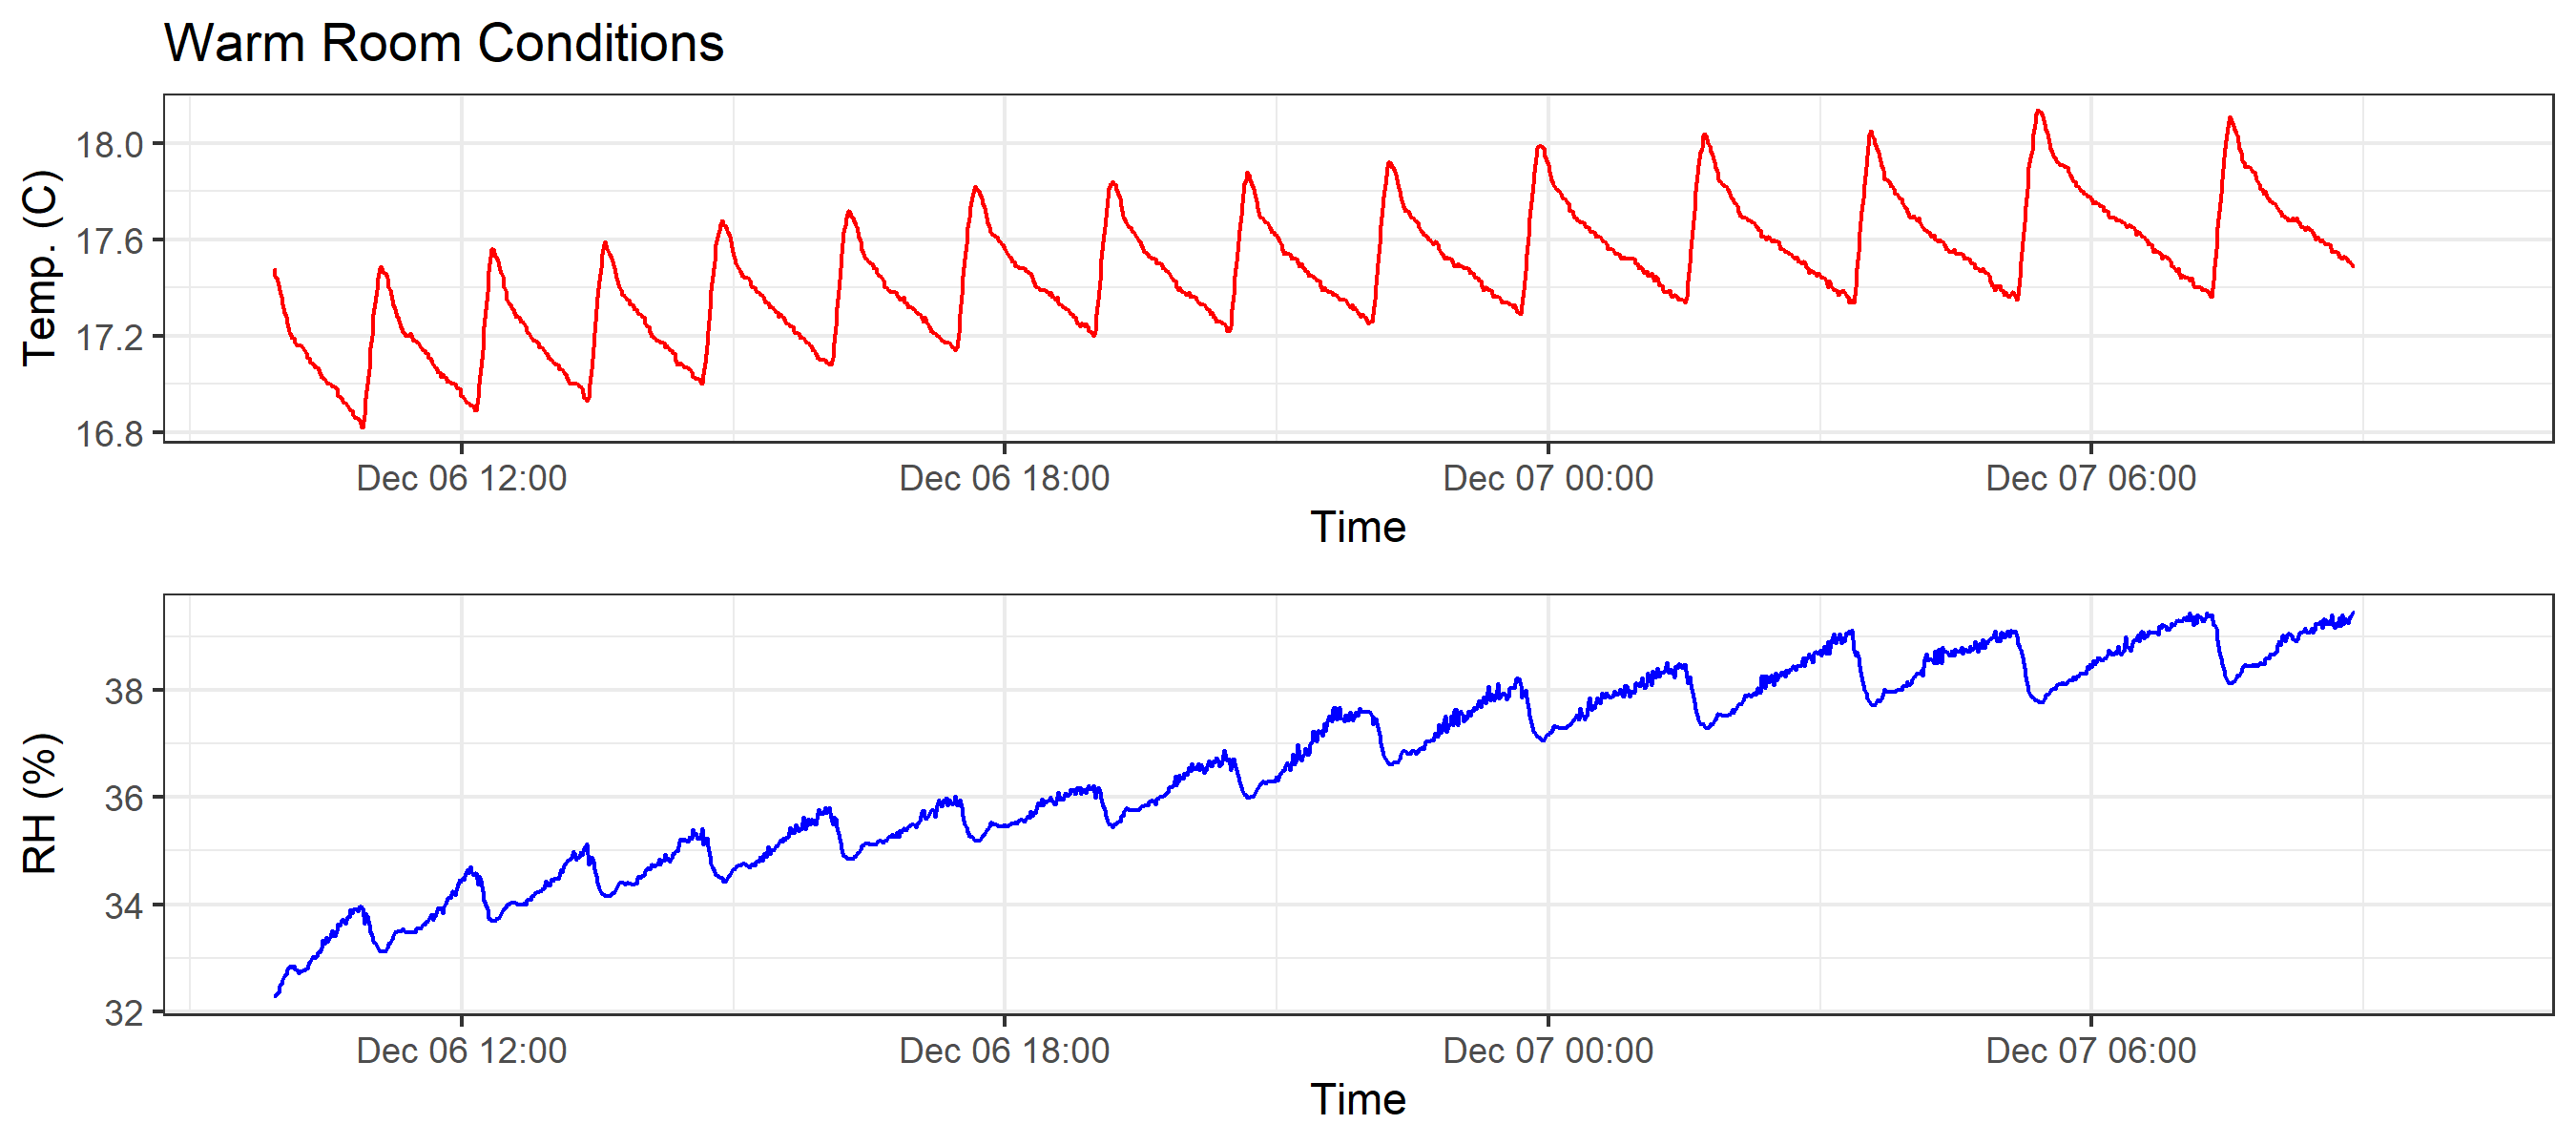 Warm Room Conditions
Temp. (C)
18.0
17.6
17.2
16.8
Dec 06 12:00 Dec 06 18:00 Dec 07 00:00 Dec 07 06:00
Time
RH (%)
38
36
34
32
Dec 06 12:00 Dec 06 18:00 Dec 07 00:00 Dec 07 06:00
Time